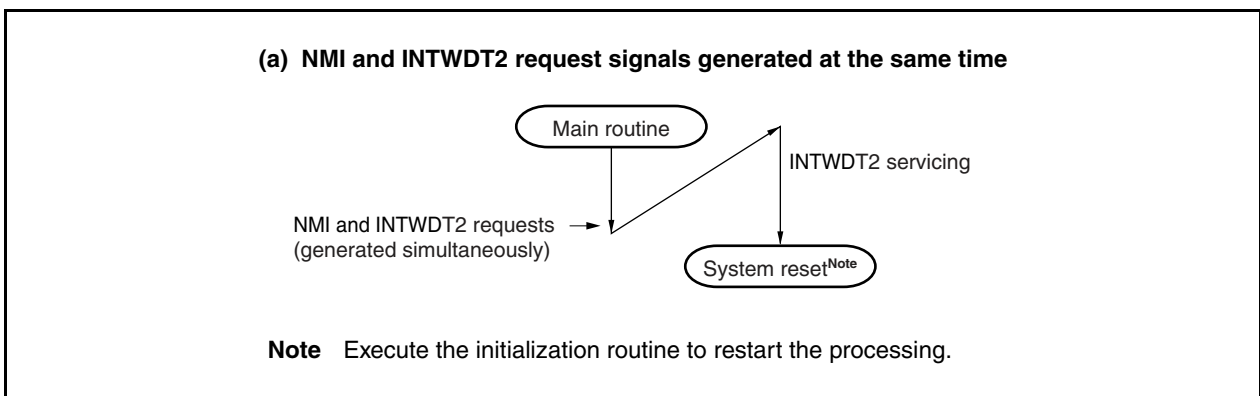 (a) NMI and INTWDT2 request signals generated at the same time
Main routine
INTWDT2 servicing
NMI and INTWDT2 requests
(generated simultaneously)
System resetNote
Note Execute the initialization routine to restart the processing.